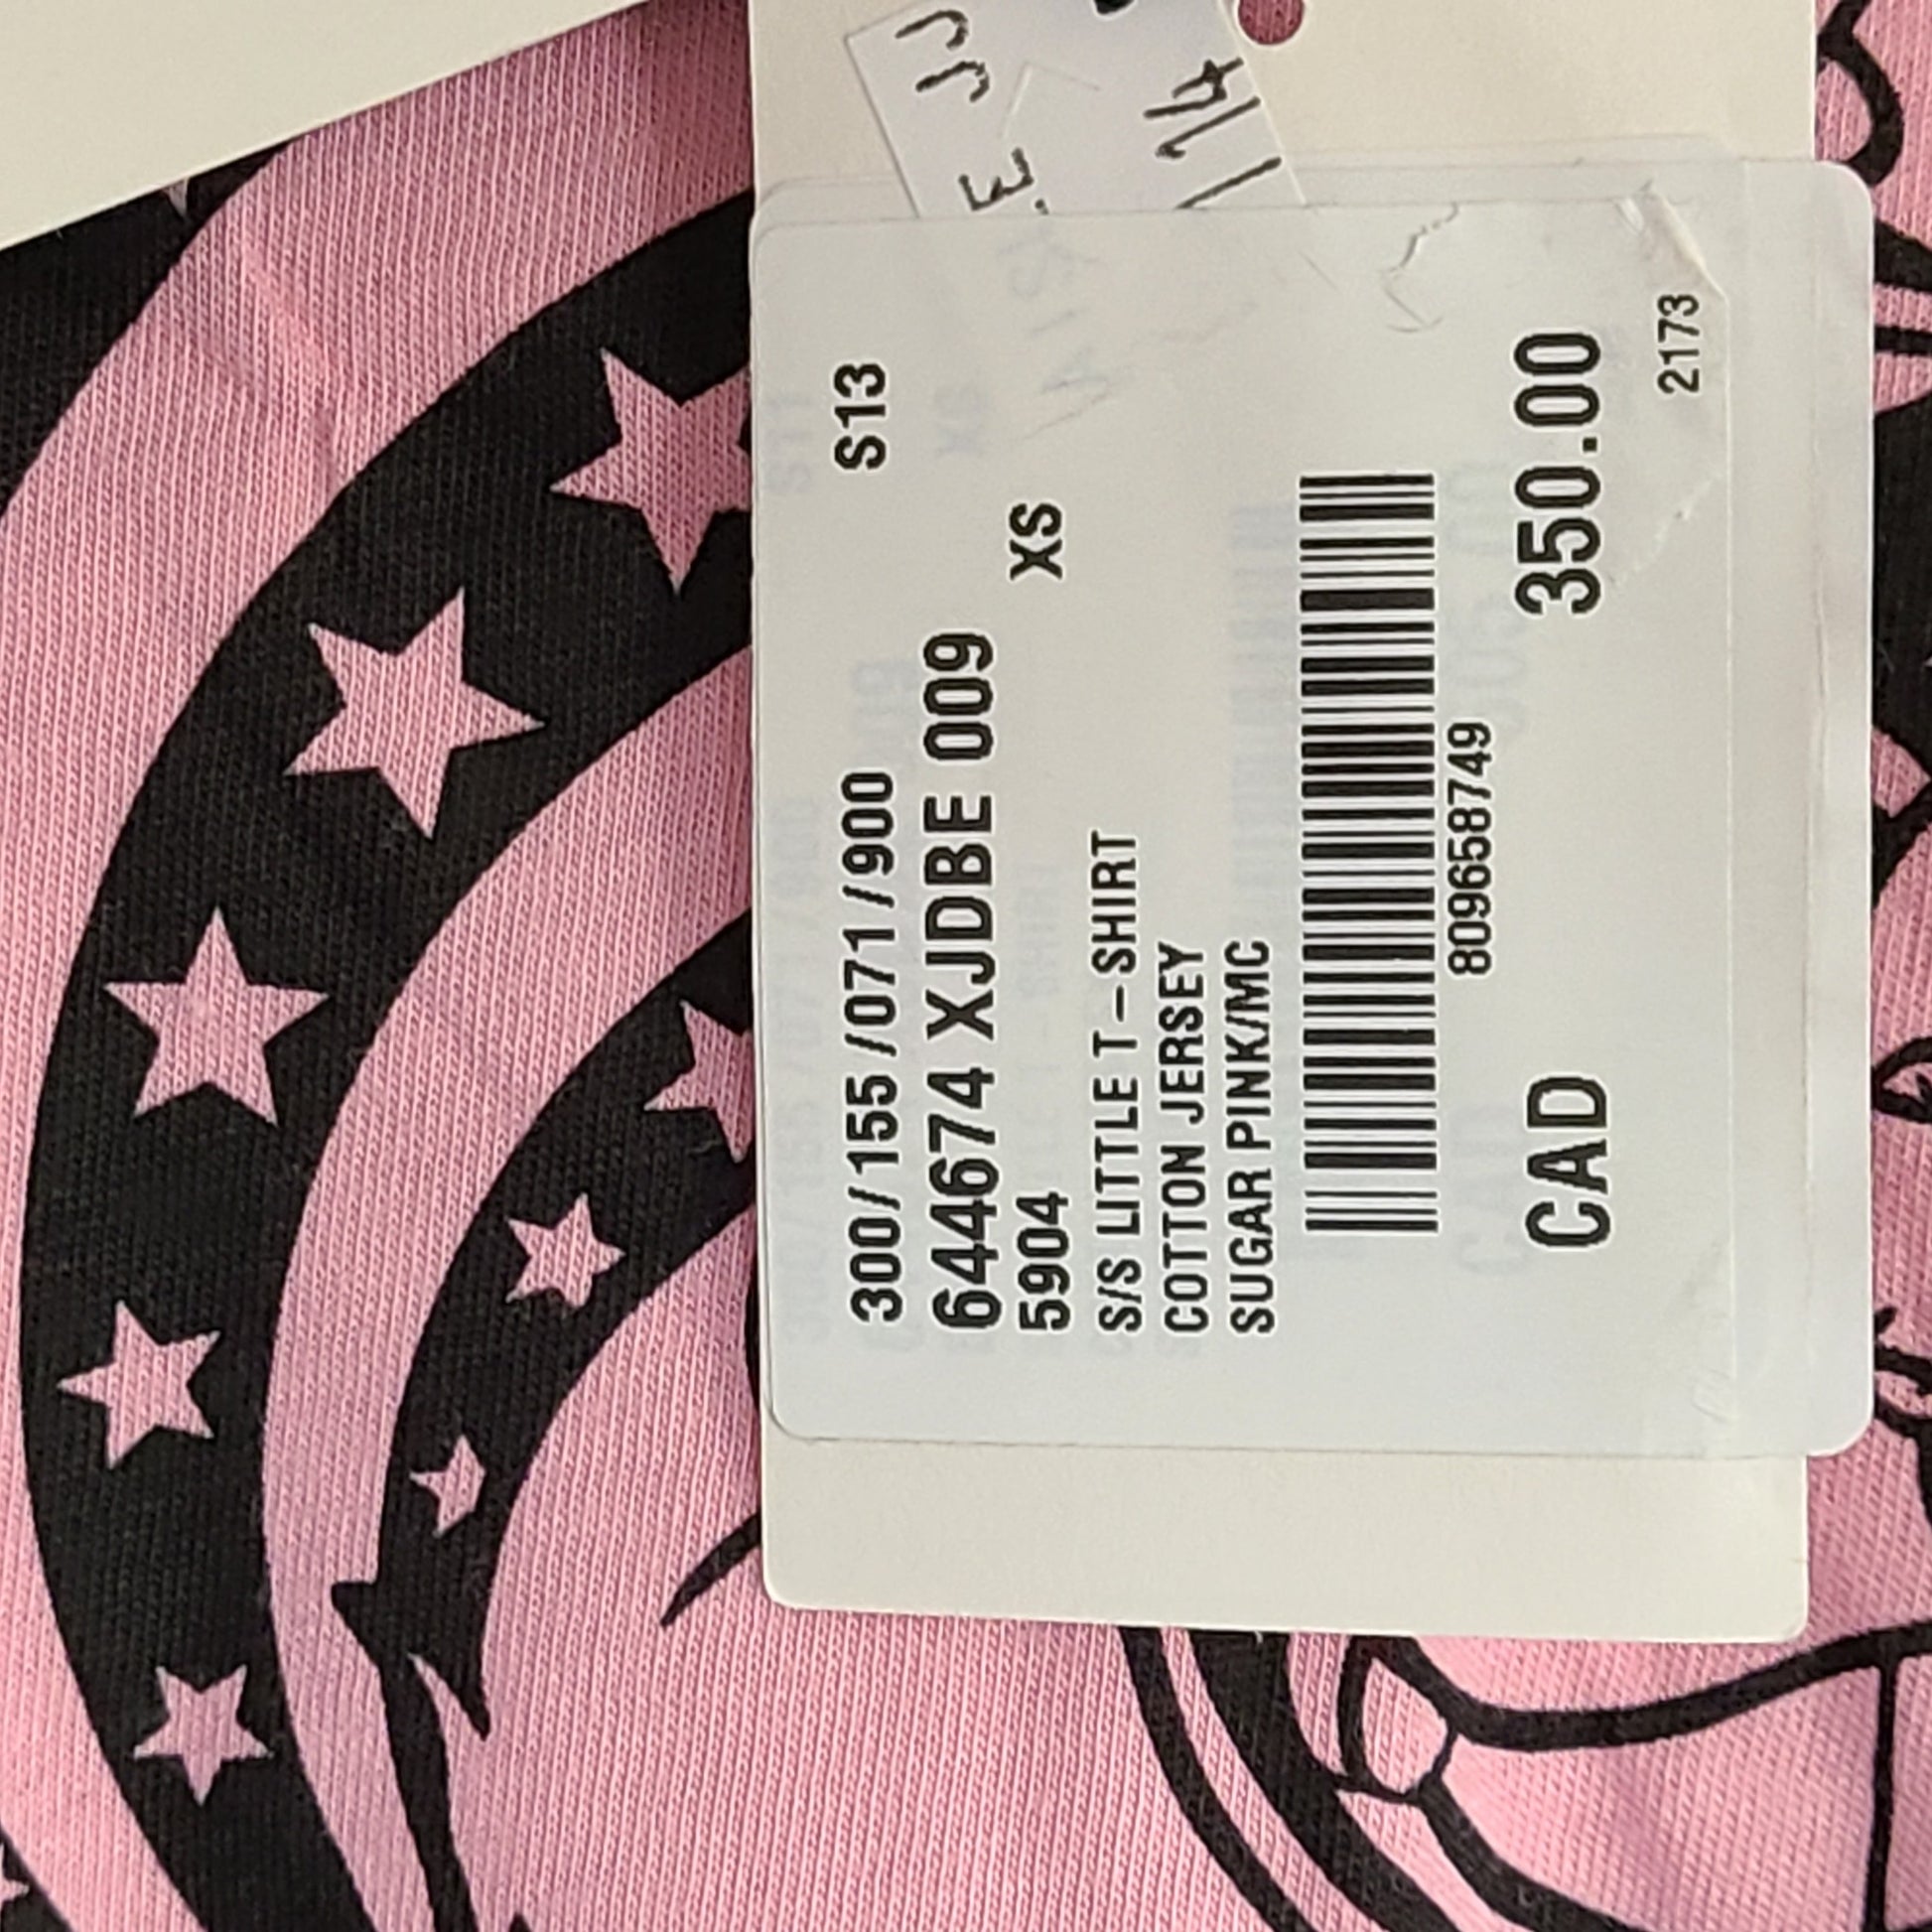 300/155/071/900 S13
644674 XJDBE 009
5904 XS
S/S LITTLE T-SHIRT
COTTON JERSEY
SUGAR PINK/MC
8096587749
CAD 350.00
2173